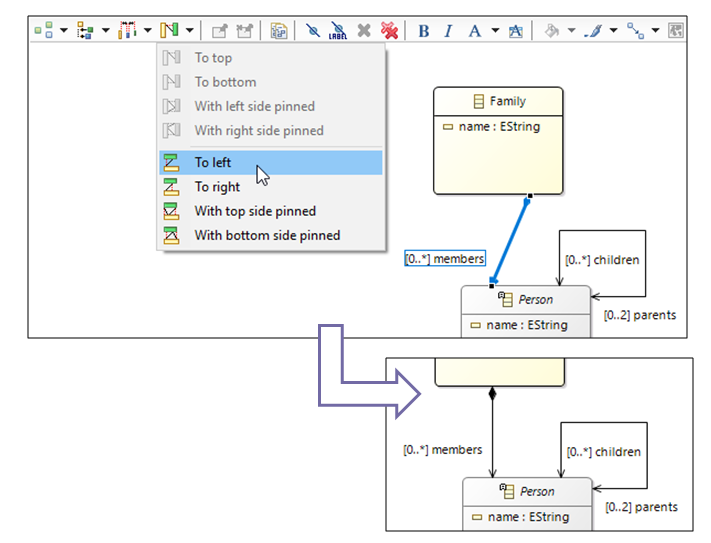 LABEL
B I A A
To top
To bottom
With left side pinned
With right side pinned
To left
To right
With top side pinned
With bottom side pinned
Family
name : EString
[0..*] members
[0..*] children
Person
[0..2] parents
name : EString
[0..*] members
[0..*] children
Person
[0..2] parents
name : EString